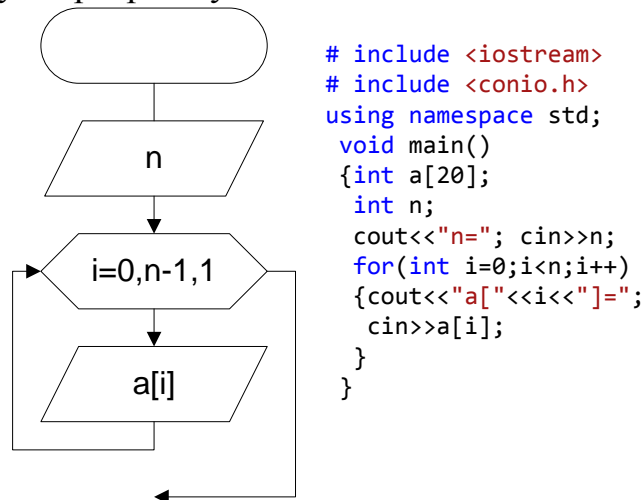 n
i=0,n-1,1
a[i]
# include <iostream>
# include <conio.h>
using namespace std;
void main()
{int a[20];
int n;
cout<<"n="; cin>>n;
for(int i=0;i<n;i++)
{cout<<"a["<<i<<"]=";
cin>>a[i];
}
}